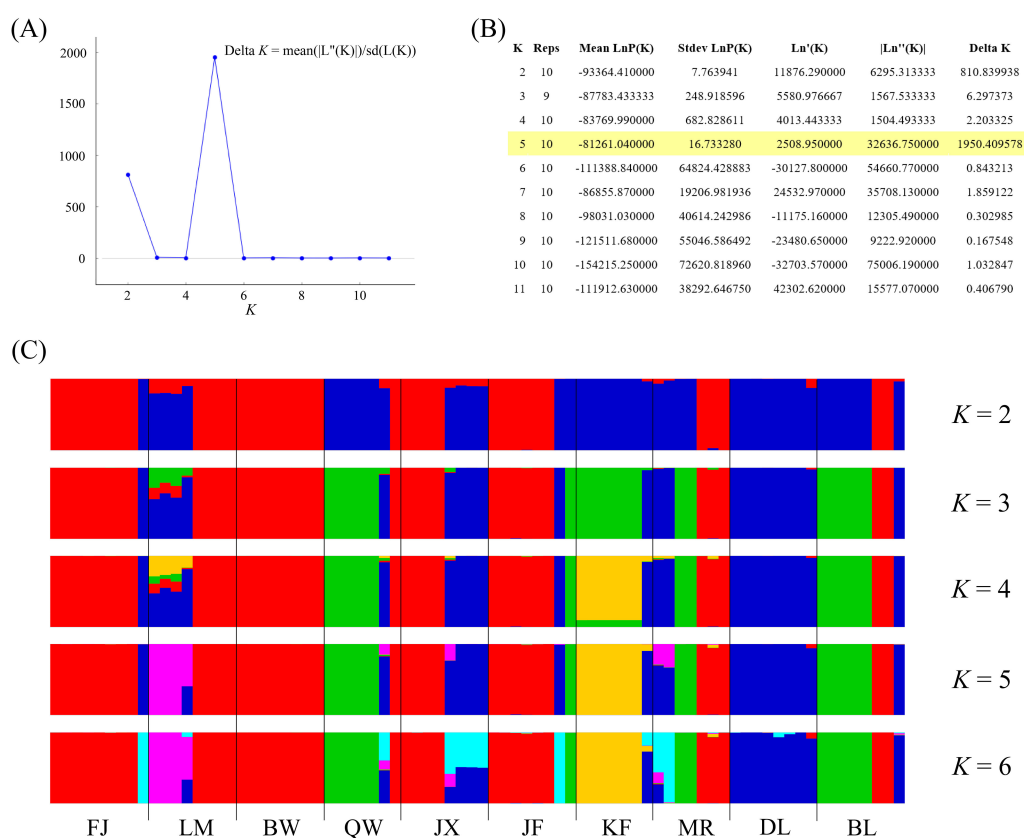 (A)
Delta K = mean(|L"(K)|)/sd(L(K))
2000
1500
1000
500
0
2 4 6 8 10
K
(B)
K Reps Mean LnP(K) Stdev LnP(K) Ln'(K) |Ln''(K)| Delta K
2 10 -93364.410000 7.763941 11876.290000 6295.313333 810.839938
3 9 -87783.433333 248.918596 5580.976667 1567.533333 6.297373
4 10 -83769.990000 682.828611 4013.443333 1504.493333 2.203325
5 10 -81261.040000 16.733280 2508.950000 32636.750000 1950.409578
6 10 -111388.840000 64824.428883 -30127.800000 54660.770000 0.843213
7 10 -86855.870000 19206.981936 24532.970000 35708.130000 1.859122
8 10 -98031.030000 40614.242986 -11175.160000 12305.490000 0.302985
9 10 -121511.680000 55046.586492 -23480.650000 9222.920000 0.167548
10 10 -154215.250000 72620.818960 -32703.570000 75006.190000 1.032847
11 10 -111912.630000 38292.646750 42302.620000 15577.070000 0.406790
(C)
K = 2
K = 3
K = 4
K = 5
K = 6
FJ LM BW QW JX JF KF MR DL BL